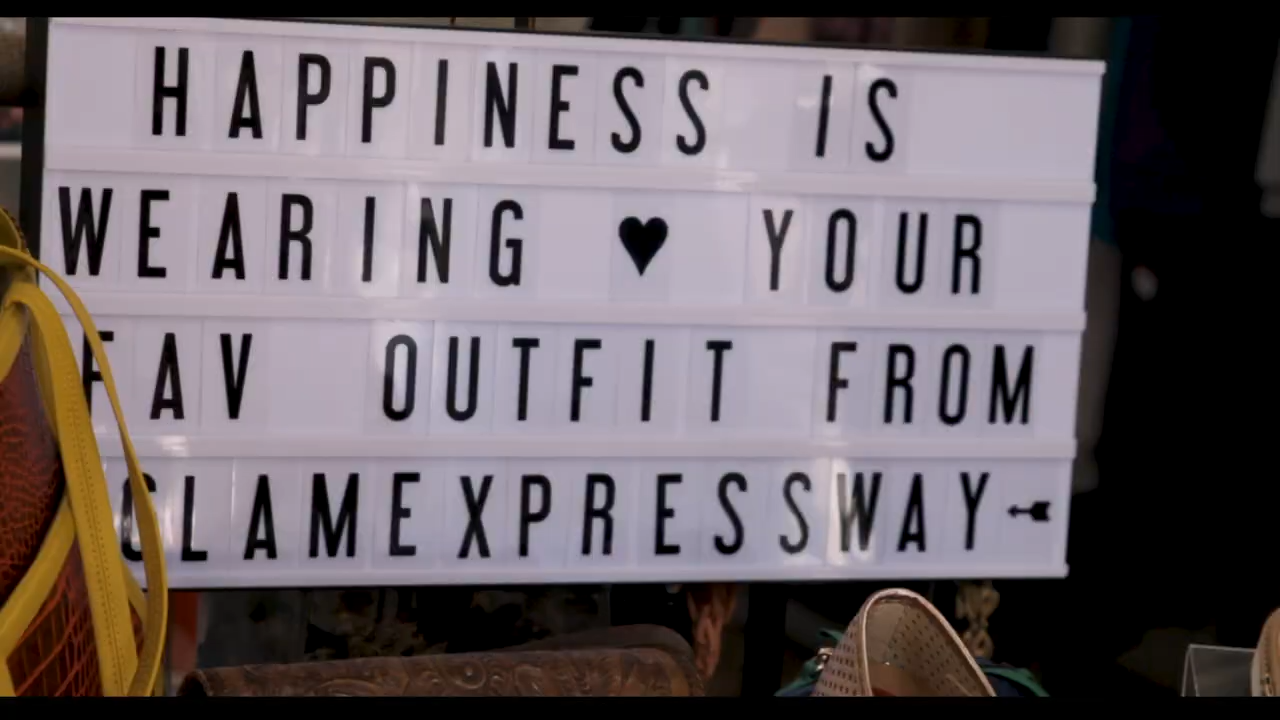 HAPPINESS IS
WEARING ♥ YOUR
FAV OUTFIT FROM
GLAMEXPRESSWAY